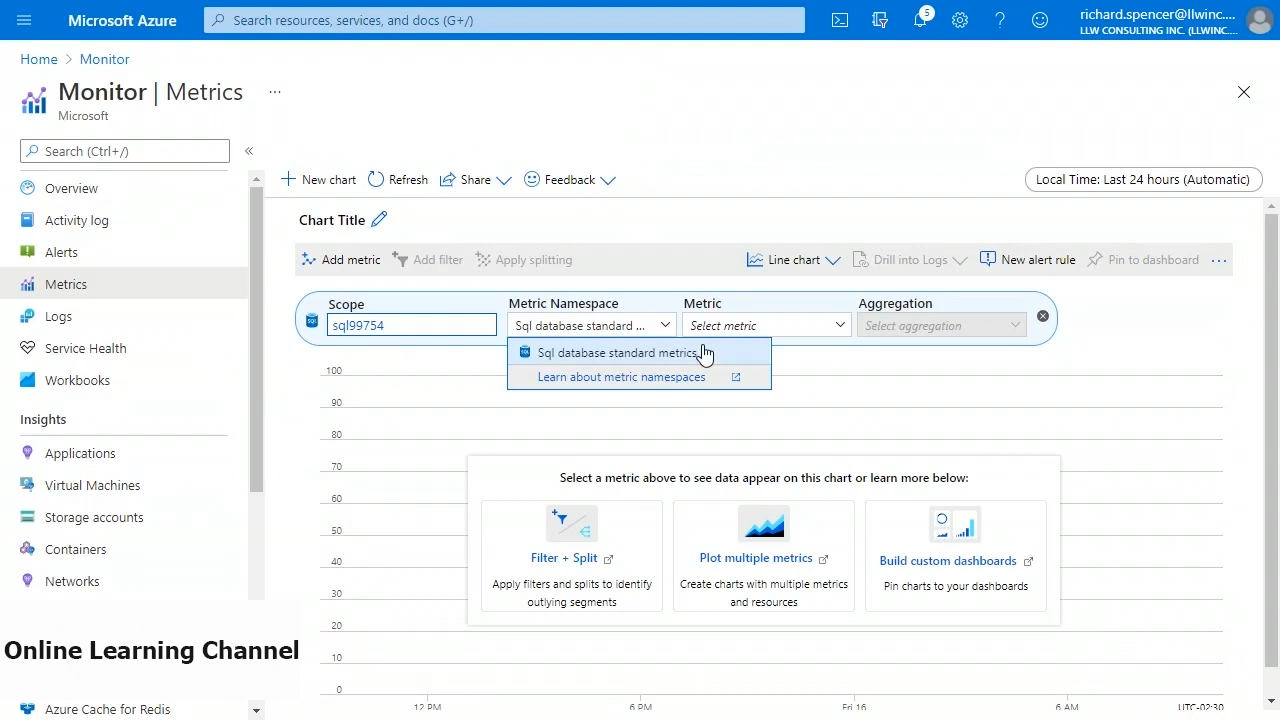 Microsoft Azure
Search resources, services, and docs (G+/)
5
richard.spencer@llwinc....
LLW CONSULTING INC. (LLWINC....
Home > Monitor
Monitor | Metrics ...
Microsoft
Search (Ctrl+/)
«
New chart
Refresh
Share
Feedback
Local Time: Last 24 hours (Automatic)
Overview
Activity log
Alerts
Metrics
Logs
Service Health
Workbooks
Insights
Applications
Virtual Machines
Storage accounts
Containers
Networks
Azure Cache for Redis
Chart Title
Add metric
Add filter
Apply splitting
Line chart
Drill into Logs
New alert rule
Pin to dashboard
...
Scope
Metric Namespace
Metric
Aggregation
SQL
sql99754
Sql database standard ...
Select metric
Select aggregation
SQL
Sql database standard metrics
Learn about metric namespaces
100
90
80
70
60
50
40
30
20
10
0
Select a metric above to see data appear on this chart or learn more below:
Filter + Split
Apply filters and splits to identify
outlying segments
Plot multiple metrics
Create charts with multiple metrics
and resources
Build custom dashboards
Pin charts to your dashboards
12 PM
6 PM
Fri 16
6 AM
UTC-02:30
Online Learning Channel